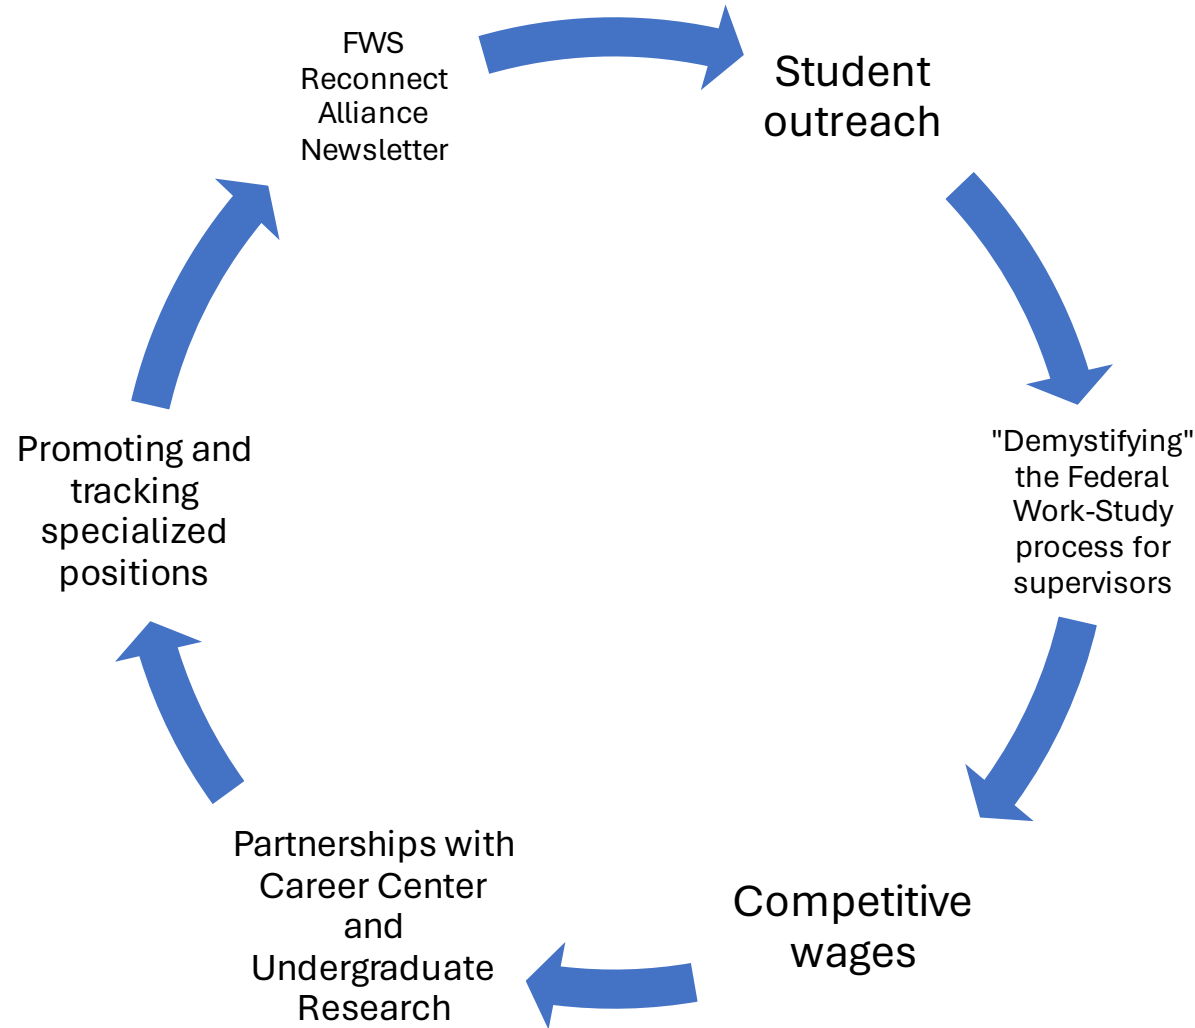 FWS
Reconnect
Alliance
Newsletter
Student
outreach
"Demystifying"
the Federal
Work-Study
process for
supervisors
Competitive
wages
Partnerships with
Career Center
and
Undergraduate
Research
Promoting and
tracking
specialized
positions